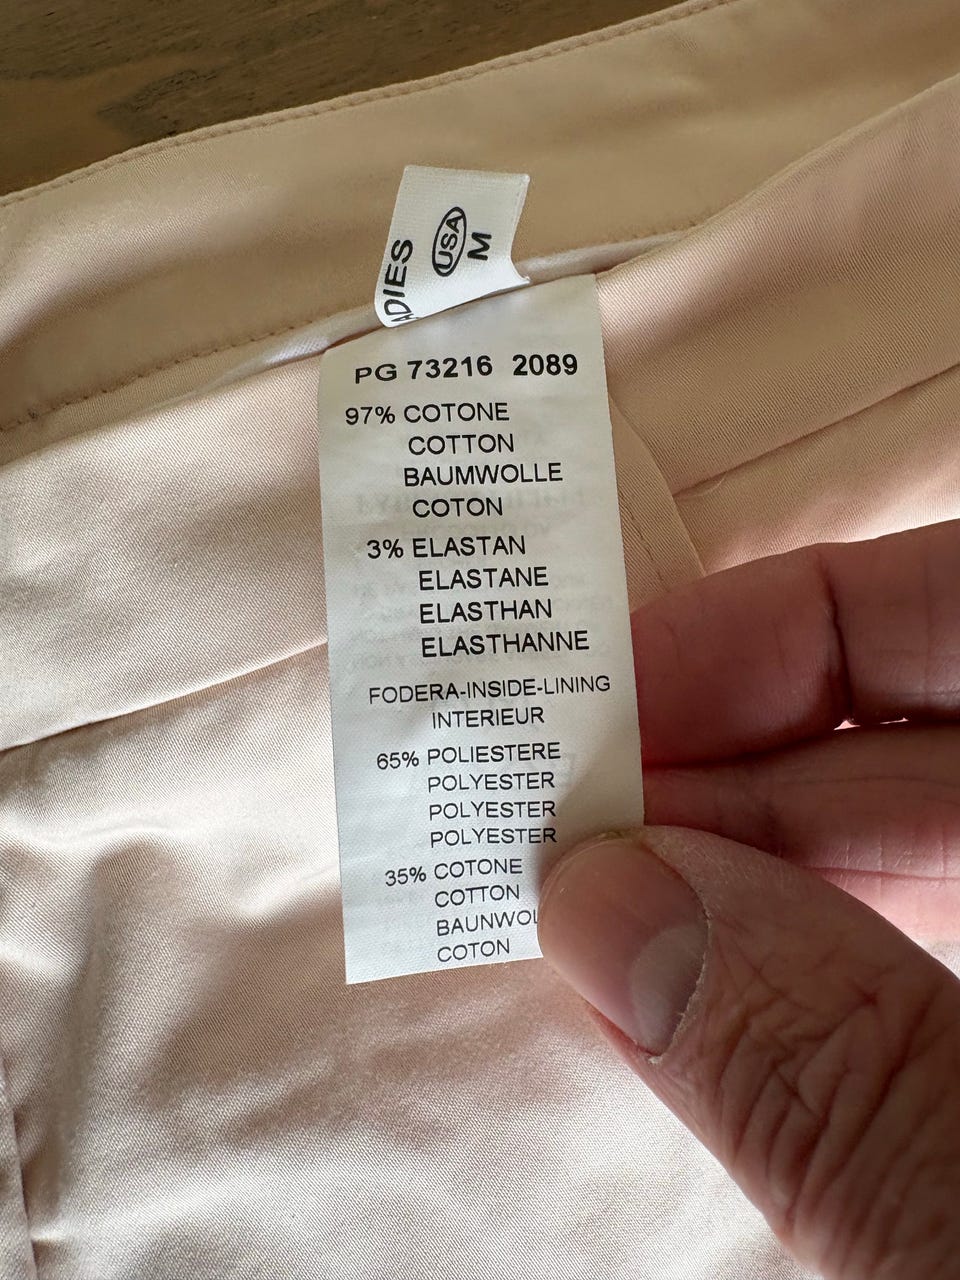 USA
M
PG 73216 2089
97% COTONE
COTTON
BAUMWOLLE
COTON
3% ELASTAN
ELASTANE
ELASTHAN
ELASTHANNE
FODERA-INSIDE-LINING
INTERIEUR
65% POLIESTERE
POLYESTER
POLYESTER
POLYESTER
35% COTONE
COTTON
COTON